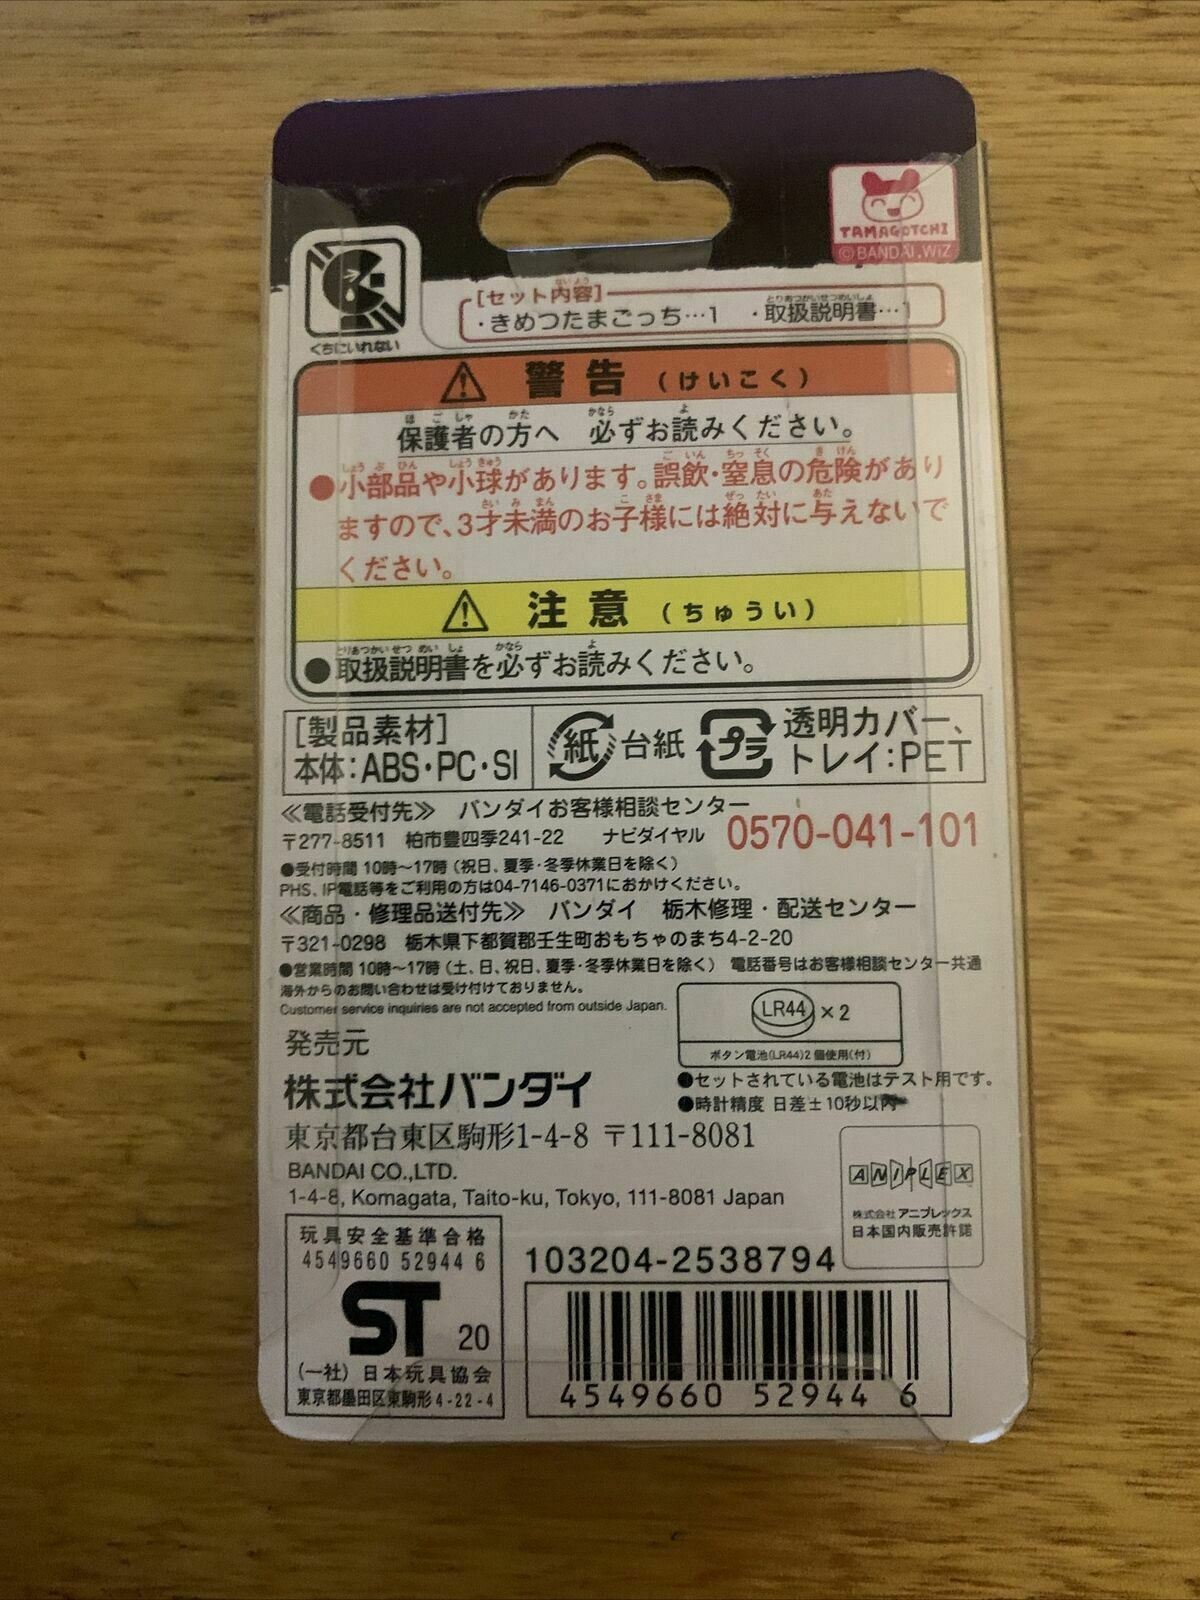 TAMAGOTCHI
©BANDAI,WiZ
くちにいれない
[セット内容]
・きめつたまごっち…1 ・取扱説明書…1
警告 (けいこく)
保護者の方へ 必ずお読みください。
●小部品や小球があります。誤飲・窒息の危険があり
ますので、3才未満のお子様には絶対に与えないで
ください。
注意 (ちゅうい)
●取扱説明書を必ずお読みください。
[製品素材]
本体:ABS・PC・SI
紙 台紙
プラ 透明カバー、
トレイ:PET
≪電話受付先≫ バンダイお客様相談センター
〒277-8511 柏市豊四季241-22 ナビダイヤル 0570-041-101
●受付時間 10時~17時 (祝日、夏季・冬季休業日を除く)
PHS、IP電話等をご利用の方は04-7146-0371におかけください。
≪商品・修理品送付先≫ バンダイ 栃木修理・配送センター
〒321-0298 栃木県下都賀郡壬生町おもちゃのまち4-2-20
●営業時間 10時~17時 (土、日、祝日、夏季・冬季休業日を除く) 電話番号はお客様相談センター共通
海外からのお問い合わせは受け付けておりません。
Customer service inquiries are not accepted from outside Japan.
LR44 ×2
ボタン電池(LR44)2個使用(付)
●セットされている電池はテスト用です。
●時計精度 日差±10秒以内
発売元
株式会社バンダイ
東京都台東区駒形1-4-8 〒111-8081
BANDAI CO.,LTD.
1-4-8, Komagata, Taito-ku, Tokyo, 111-8081 Japan
ANIPLEX
株式会社アニプレックス
日本国内販売許諾
玩具安全基準合格
4549660 52944 6
ST 20
(一社) 日本玩具協会
東京都墨田区東駒形4-22-4
103204-2538794
4549660 52944 6